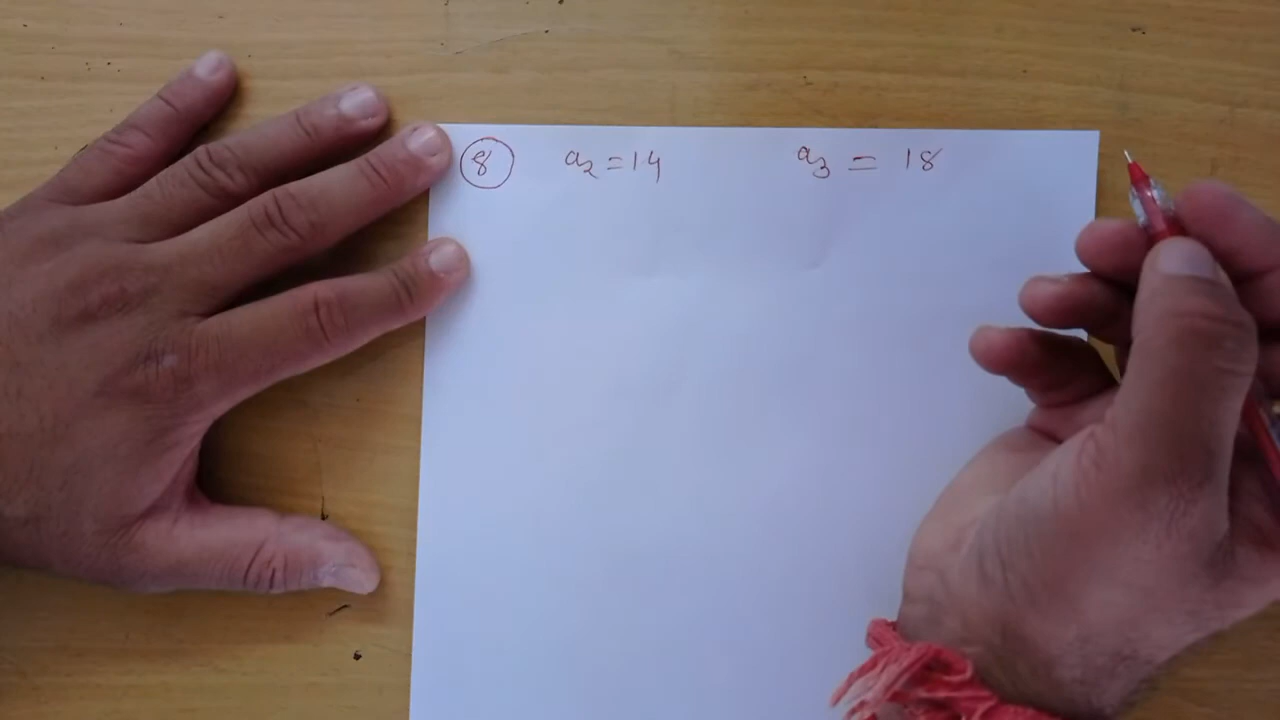 8 a₂ = 14 a₃ = 18